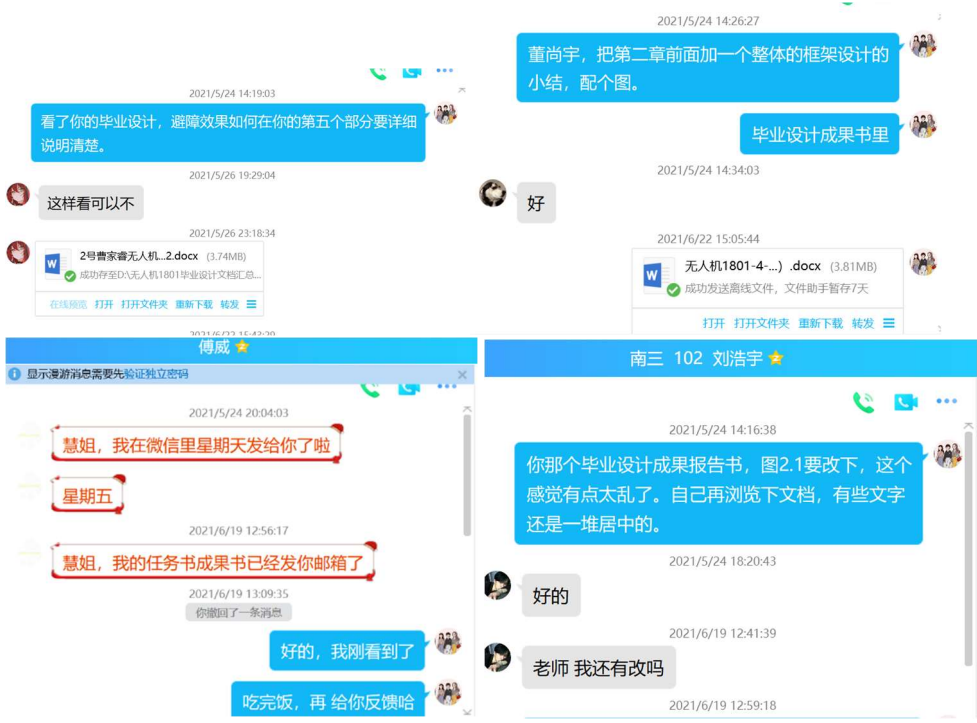 2021/5/24 14:19:03
看了你的毕业设计，避障效果如何在你的第五个部分要详细
说明清楚。
2021/5/26 19:29:04
这样看可以不
2021/5/26 23:18:34
2号曹家睿无人机...2.docx (3.74MB)
成功存至D:\无人机1801毕业设计文档汇总...
在线预览 打开 打开文件夹 重新下载 转发
2021/6/22 15:43:29
2021/5/24 14:26:27
董尚宇，把第二章前面加一个整体的框架设计的
小结，配个图。
毕业设计成果书里
2021/5/24 14:34:03
好
2021/6/22 15:05:44
无人机1801-4-...) .docx (3.81MB)
成功发送离线文件，文件助手暂存7天
打开 打开文件夹 重新下载 转发
傅威
显示漫游消息需要先验证独立密码
2021/5/24 20:04:03
慧姐，我在微信里星期天发给你了啦
星期五
2021/6/19 12:56:17
慧姐，我的任务书成果书已经发你邮箱了
2021/6/19 13:09:35
你撤回了一条消息
好的，我刚看到了
吃完饭，再 给你反馈哈
南三 102 刘浩宇
2021/5/24 14:16:38
你那个毕业设计成果报告书，图2.1要改下，这个
感觉有点太乱了。自己再浏览下文档，有些文字
还是一堆居中的。
2021/5/24 18:20:43
好的
2021/6/19 12:41:39
老师 我还有改吗
2021/6/19 12:59:18